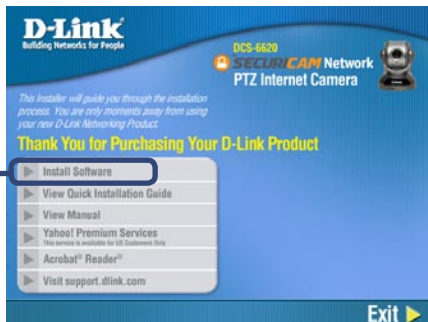 D-Link
Building Networks for People
DCS-6620
SECURICAM Network
PTZ Internet Camera
This Installer will guide you through the installation
process. You are only moments away from using
your new D-Link Networking Product.
Thank You for Purchasing Your D-Link Product
Install Software
View Quick Installation Guide
View Manual
Yahoo! Premium Services
This service is available for US Customers Only
Acrobat® Reader®
Visit support.dlink.com
Exit